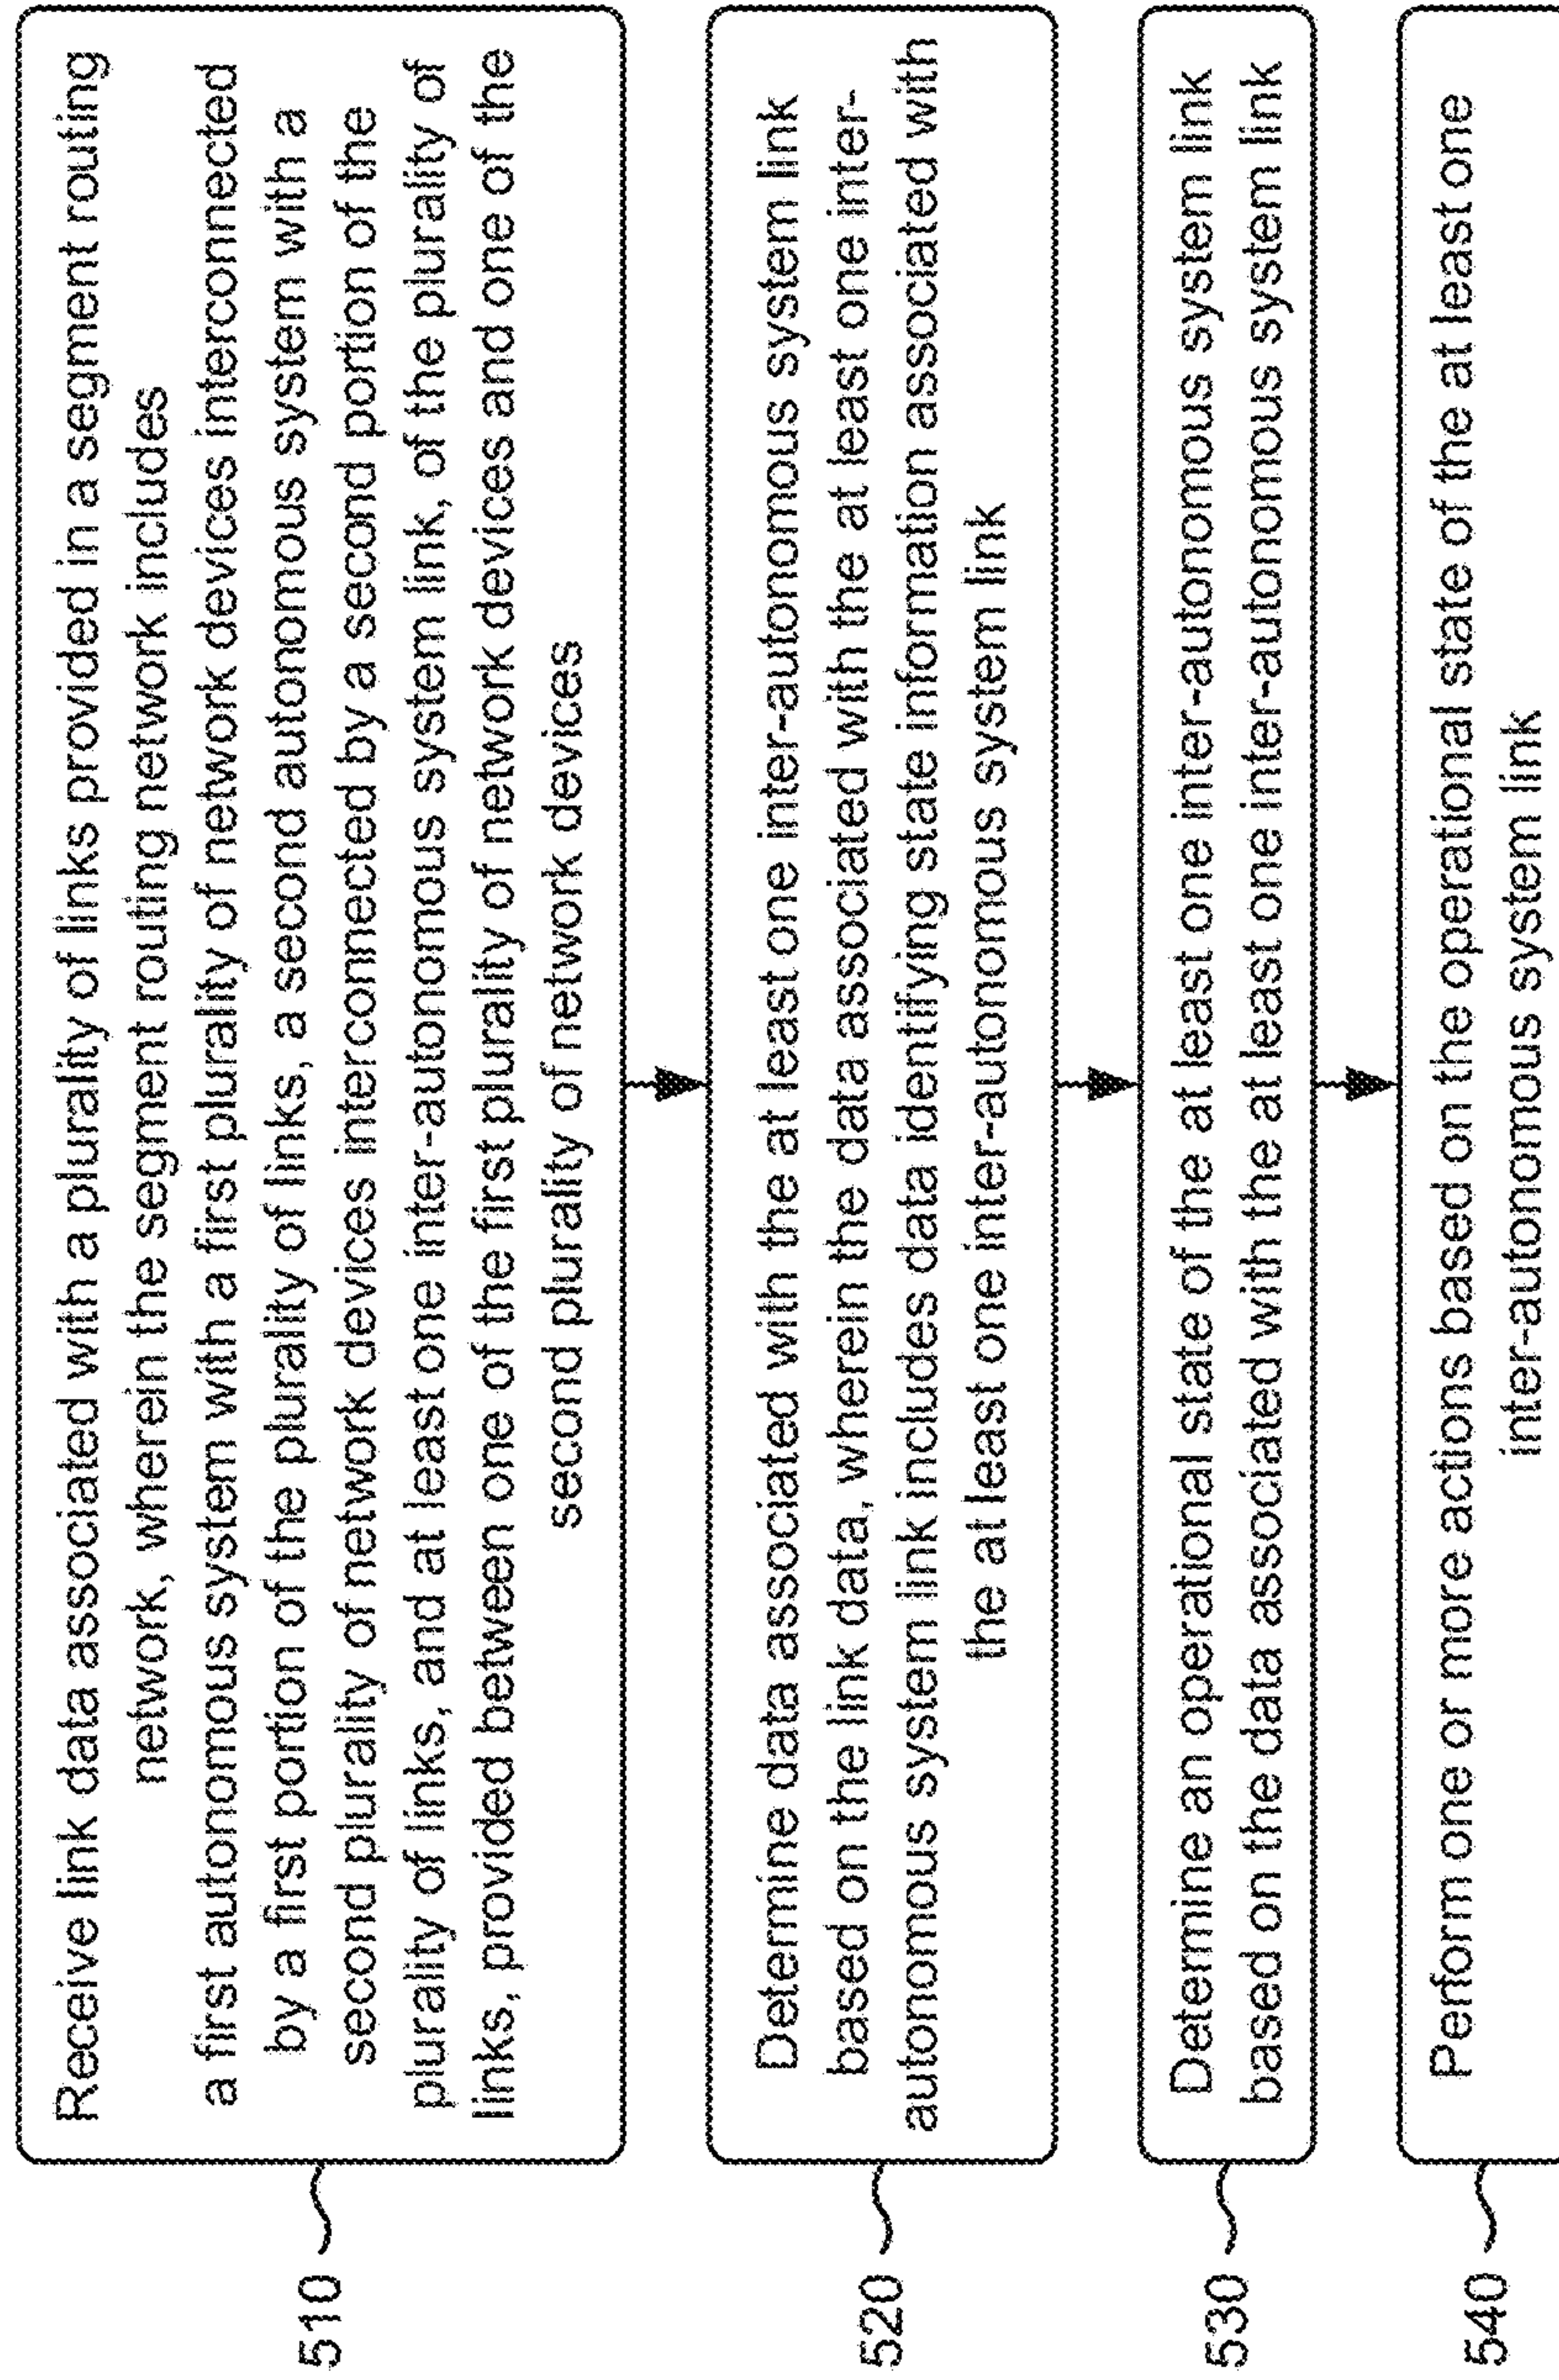 510
Receive link data associated with a plurality of links provided in a segment routing
network, wherein the segment routing network includes
a first autonomous system with a first plurality of network devices interconnected
by a first portion of the plurality of links, a second autonomous system with a
second plurality of network devices interconnected by a second portion of the
plurality of links, and at least one inter-autonomous system link, of the plurality of
links, provided between one of the first plurality of network devices and one of the
second plurality of network devices
520
Determine data associated with the at least one inter-autonomous system link
based on the link data, wherein the data associated with the at least one inter-
autonomous system link includes data identifying state information associated with
the at least one inter-autonomous system link
530
Determine an operational state of the at least one inter-autonomous system link
based on the data associated with the at least one inter-autonomous system link
540
Perform one or more actions based on the operational state of the at least one
inter-autonomous system link